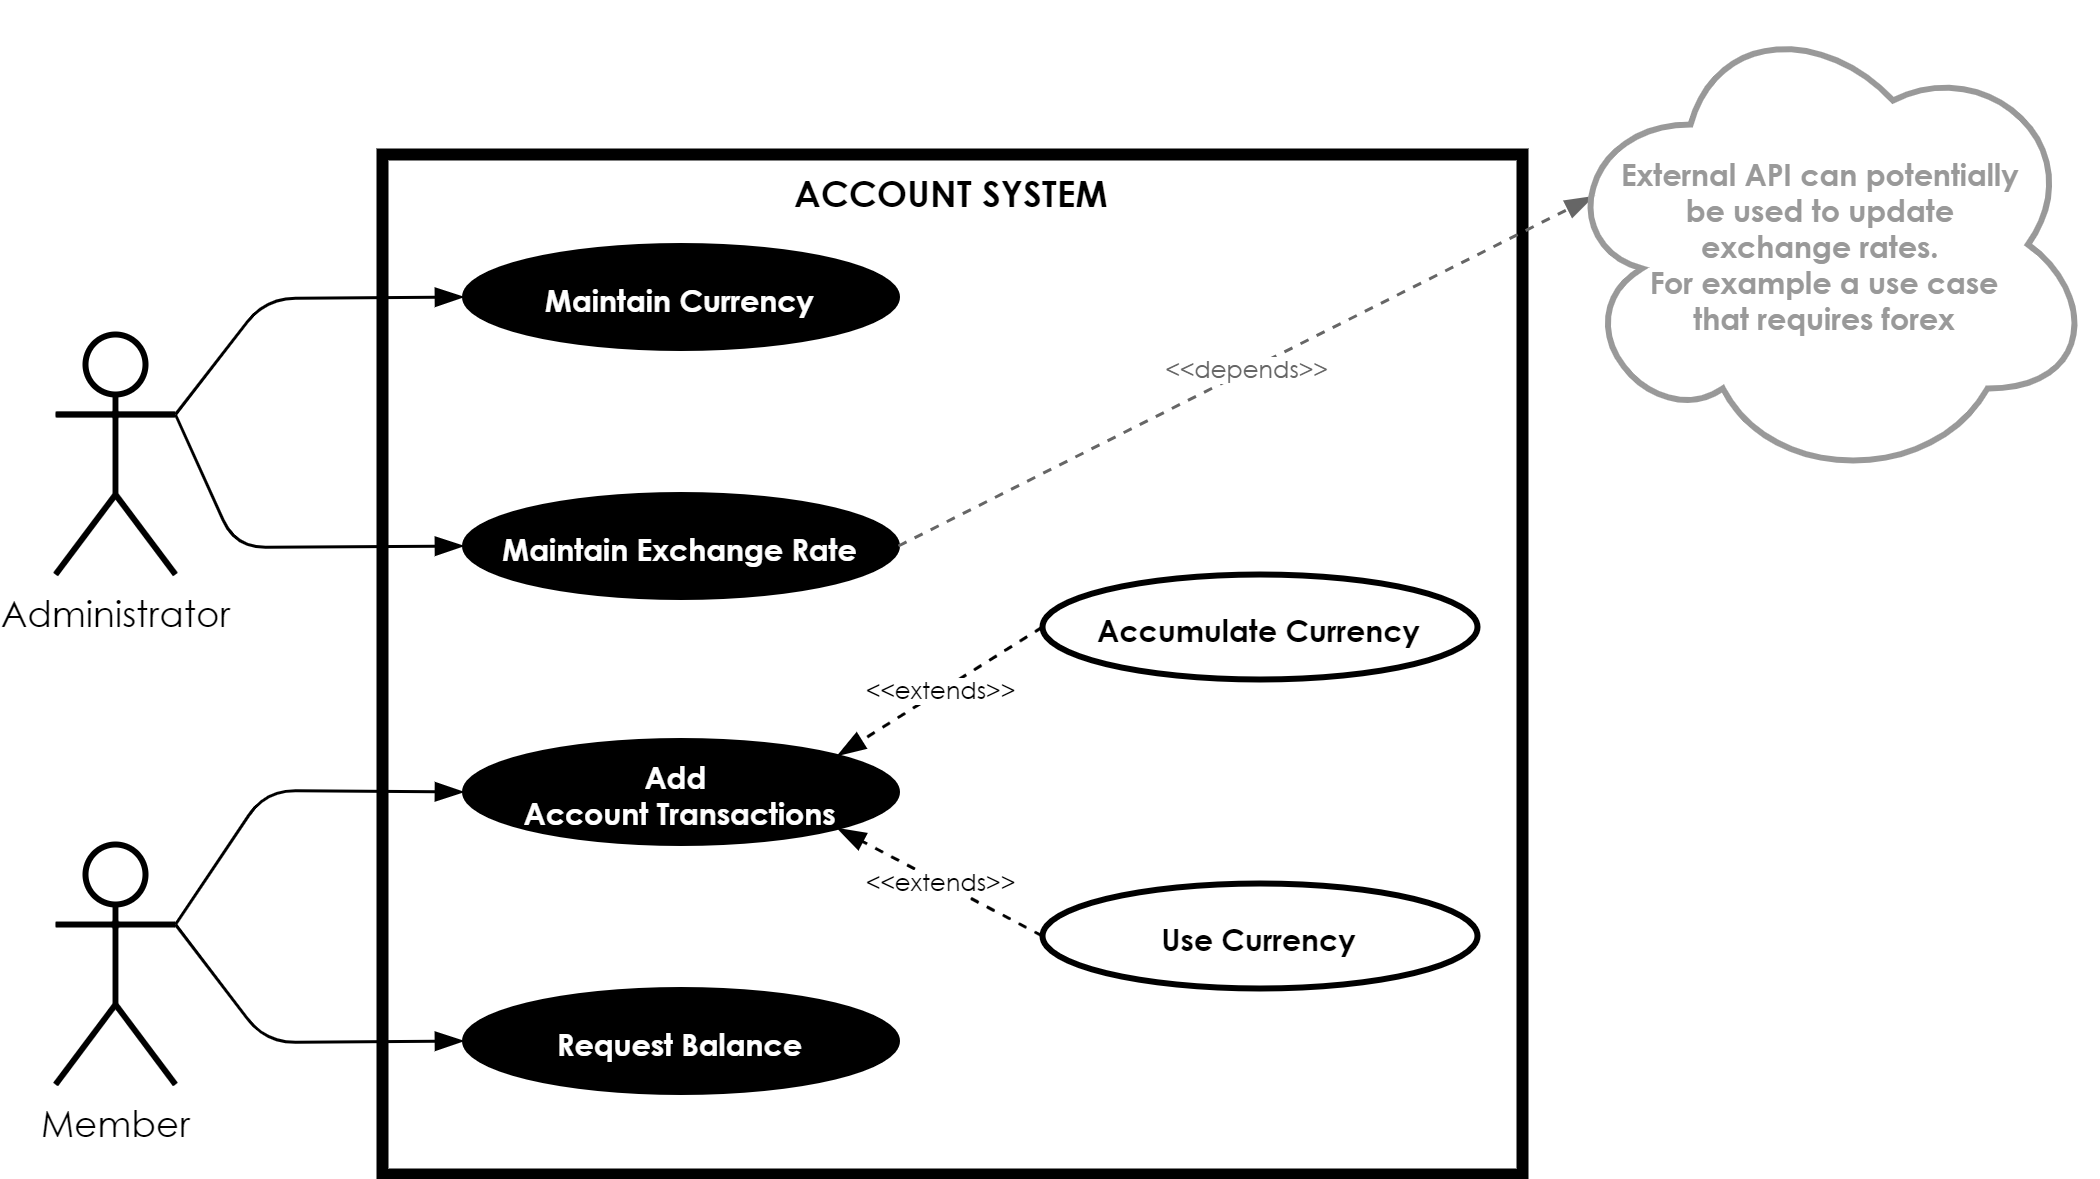 ACCOUNT SYSTEM
External API can potentially
be used to update
exchange rates.
For example a use case
that requires forex
Maintain Currency
<<depends>>
Maintain Exchange Rate
Administrator
Accumulate Currency
<<extends>>
Add
Account Transactions
<<extends>>
Use Currency
Request Balance
Member